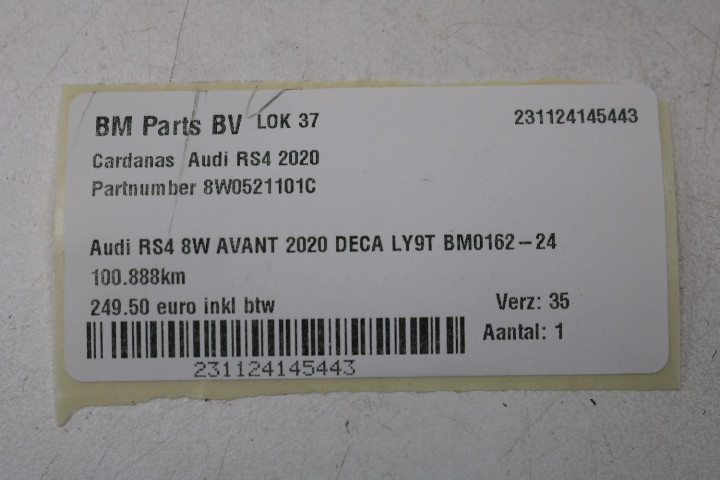 BM Parts BV LOK 37 231124145443
Cardanas Audi RS4 2020
Partnumber 8W0521101C
Audi RS4 8W AVANT 2020 DECA LY9T BM0162-24
100.888km
249.50 euro inkl btw Verz: 35
Aantal: 1
231124145443